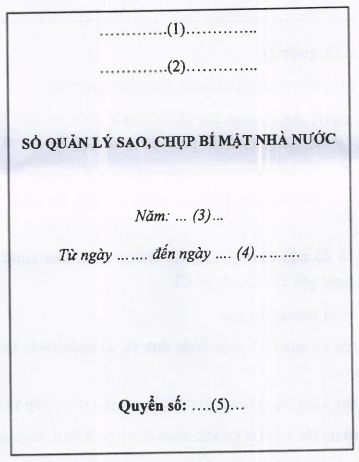 ..............(1)..............
..............(2)..............
SỔ QUẢN LÝ SAO, CHỤP BÍ MẬT NHÀ NƯỚC
Năm: ... (3)...
Từ ngày ....... đến ngày .... (4)..........
Quyển số: ....(5)...